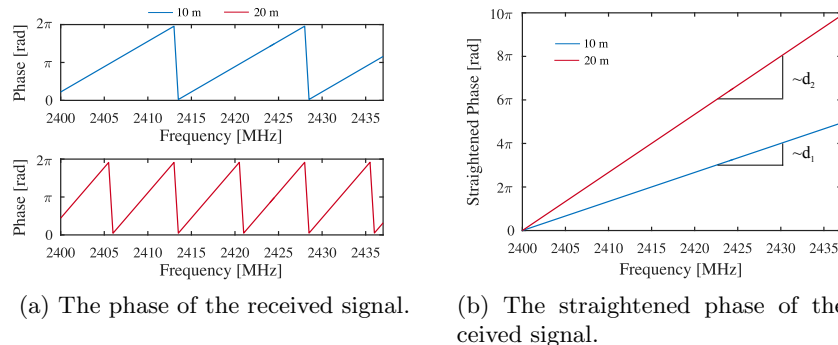 10 m 20 m
2π
π
0
Phase [rad]
2400 2405 2410 2415 2420 2425 2430 2435
Frequency [MHz]
2π
π
0
Phase [rad]
2400 2405 2410 2415 2420 2425 2430 2435
Frequency [MHz]
(a) The phase of the received signal.
10π
8π
6π
4π
2π
0
Straightened Phase [rad]
10 m
20 m
~d2
~d1
2400 2405 2410 2415 2420 2425 2430 2435
Frequency [MHz]
(b) The straightened phase of the
ceived signal.